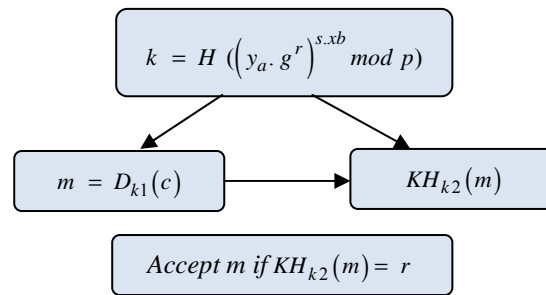 k = H ((y_a. g^r)^{s.xb} mod p)
m = D_{k1}(c)
KH_{k2}(m)
Accept m if KH_{k2}(m) = r